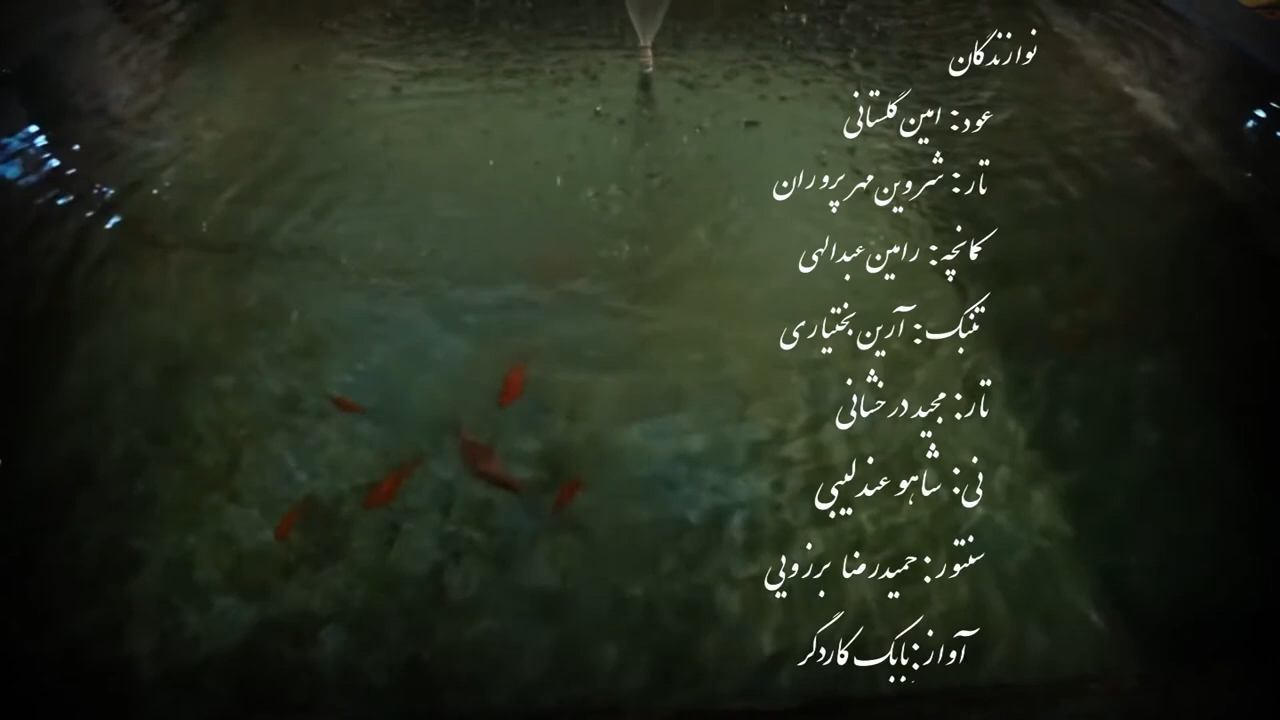 نوازندگان
عود: امین گلستانی
تار: شروین مهرپروران
کمانچه: رامین عبدالهی
تنبک: آرین بختیاری
تار: مجید درخشانی
نی: شاهو عندلیبی
سنتور: حمیدرضا برزویی
آواز: بابک کاردگر